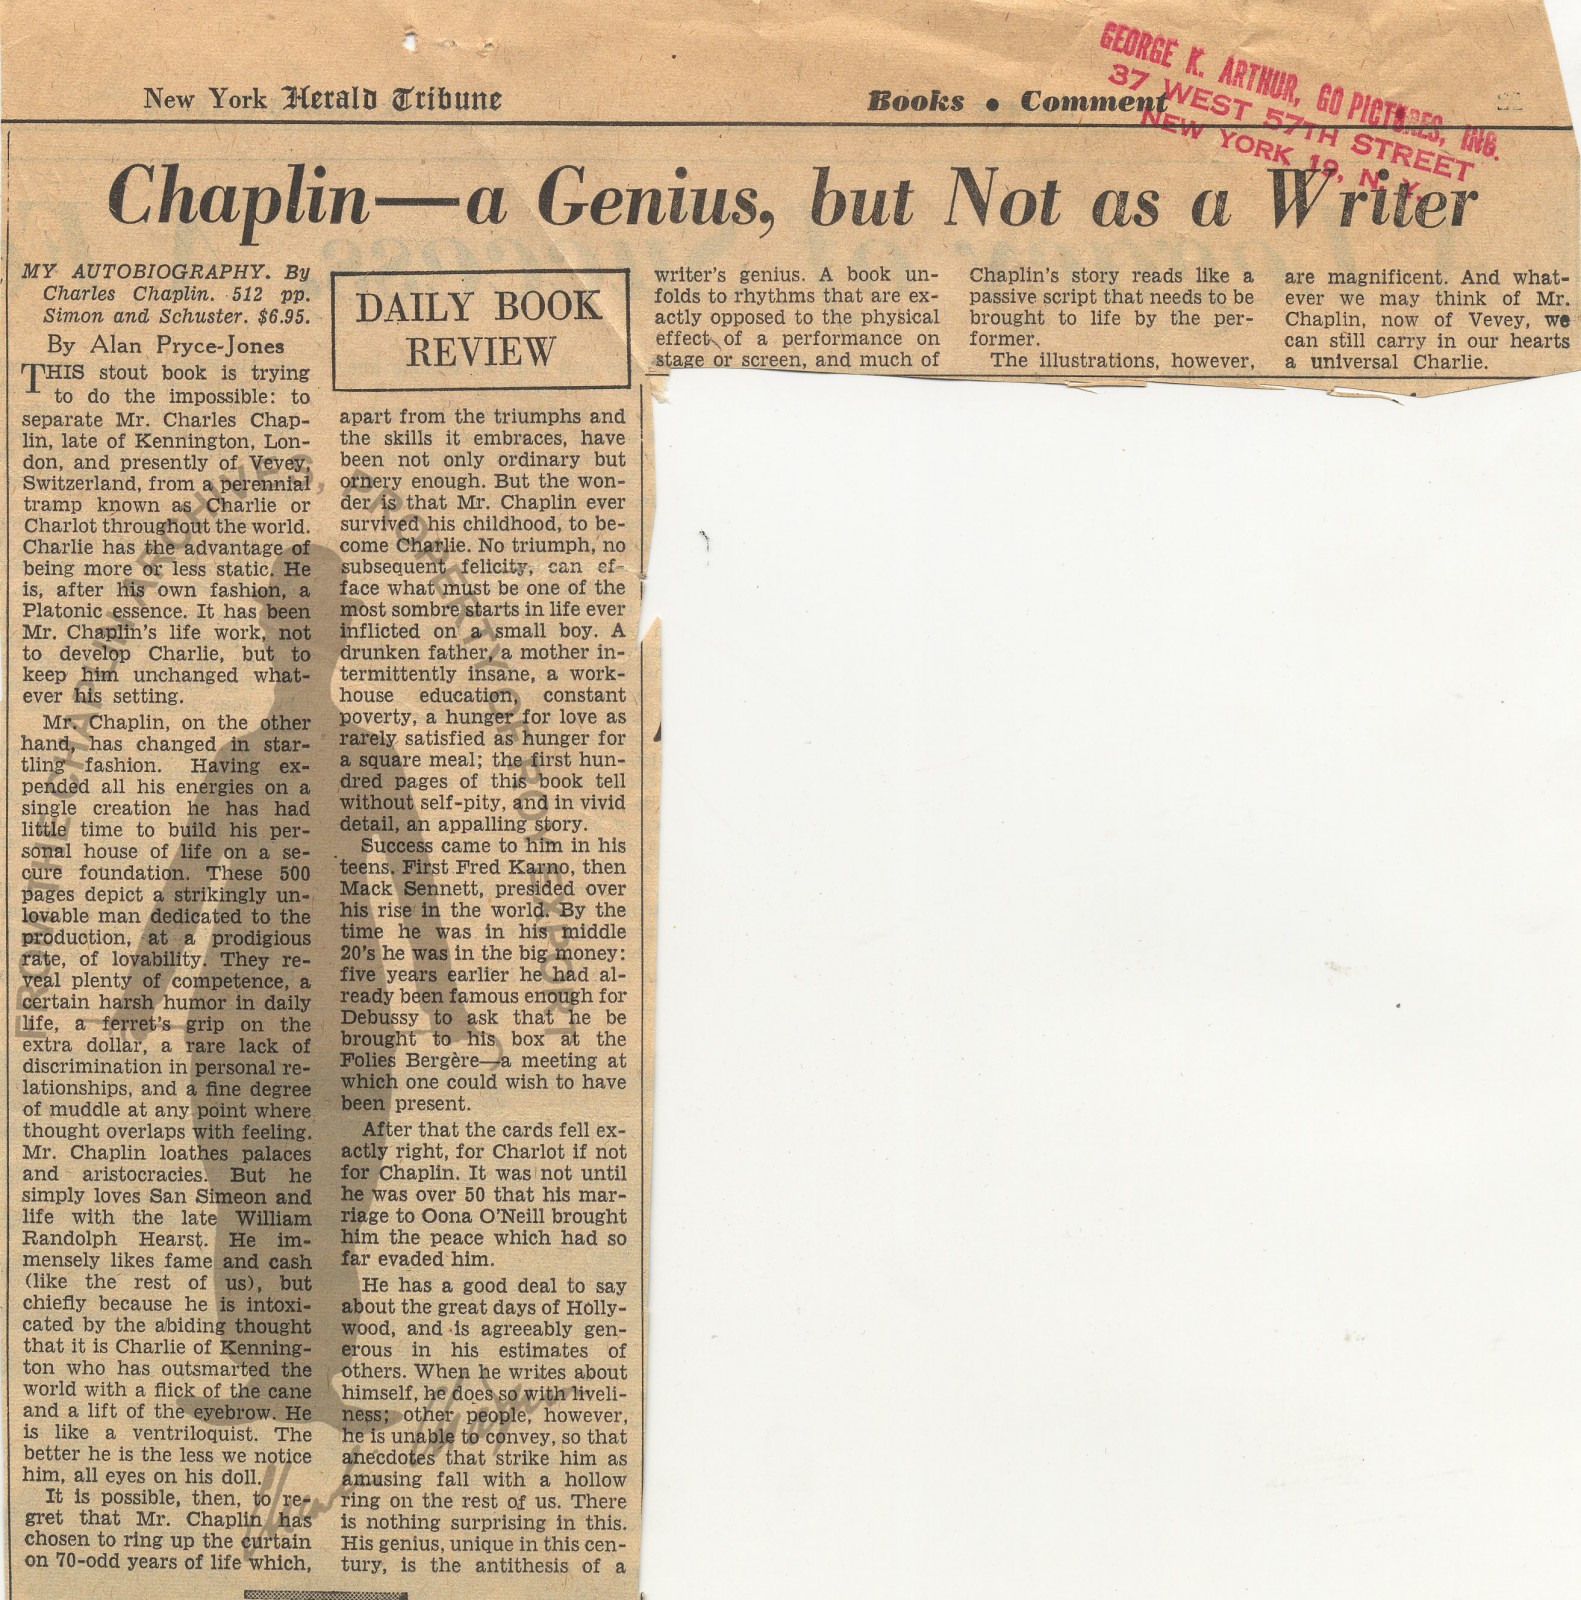 New York Herald Tribune
Books • Comment
GEORGE K. ARTHUR, GO PICTURES, INC.
37 WEST 57TH STREET
NEW YORK 19, N. Y.
Chaplin—a Genius, but Not as a Writer
MY AUTOBIOGRAPHY. By
Charles Chaplin. 512 pp.
Simon and Schuster. $6.95.
By Alan Pryce-Jones
THIS stout book is trying
to do the impossible: to
separate Mr. Charles Chap-
lin, late of Kennington, Lon-
don, and presently of Vevey,
Switzerland, from a perennial
tramp known as Charlie or
Charlot throughout the world.
Charlie has the advantage of
being more or less static. He
is, after his own fashion, a
Platonic essence. It has been
Mr. Chaplin's life work, not
to develop Charlie, but to
keep him unchanged what-
ever his setting.
Mr. Chaplin, on the other
hand, has changed in star-
tling fashion. Having ex-
pended all his energies on a
single creation he has had
little time to build his per-
sonal house of life on a se-
cure foundation. These 500
pages depict a strikingly un-
lovable man dedicated to the
production, at a prodigious
rate, of lovability. They re-
veal plenty of competence, a
certain harsh humor in daily
life, a ferret's grip on the
extra dollar, a rare lack of
discrimination in personal re-
lationships, and a fine degree
of muddle at any point where
thought overlaps with feeling.
Mr. Chaplin loathes palaces
and aristocracies. But he
simply loves San Simeon and
life with the late William
Randolph Hearst. He im-
mensely likes fame and cash
(like the rest of us), but
chiefly because he is intoxi-
cated by the abiding thought
that it is Charlie of Kenning-
ton who has outsmarted the
world with a flick of the cane
and a lift of the eyebrow. He
is like a ventriloquist. The
better he is the less we notice
him, all eyes on his doll.
It is possible, then, to re-
gret that Mr. Chaplin has
chosen to ring up the curtain
on 70-odd years of life which,
DAILY BOOK
REVIEW
apart from the triumphs and
the skills it embraces, have
been not only ordinary but
ornery enough. But the won-
der is that Mr. Chaplin ever
survived his childhood, to be-
come Charlie. No triumph, no
subsequent felicity, can ef-
face what must be one of the
most sombre starts in life ever
inflicted on a small boy. A
drunken father, a mother in-
termittently insane, a work-
house education, constant
poverty, a hunger for love as
rarely satisfied as hunger for
a square meal; the first hun-
dred pages of this book tell
without self-pity, and in vivid
detail, an appalling story.
Success came to him in his
teens. First Fred Karno, then
Mack Sennett, presided over
his rise in the world. By the
time he was in his middle
20's he was in the big money:
five years earlier he had al-
ready been famous enough for
Debussy to ask that he be
brought to his box at the
Folies Bergère—a meeting at
which one could wish to have
been present.
After that the cards fell ex-
actly right, for Charlot if not
for Chaplin. It was not until
he was over 50 that his mar-
riage to Oona O'Neill brought
him the peace which had so
far evaded him.
He has a good deal to say
about the great days of Holly-
wood, and is agreeably gen-
erous in his estimates of
others. When he writes about
himself, he does so with liveli-
ness; other people, however,
he is unable to convey, so that
anecdotes that strike him as
amusing fall with a hollow
ring on the rest of us. There
is nothing surprising in this.
His genius, unique in this cen-
tury, is the antithesis of a
writer's genius. A book un-
folds to rhythms that are ex-
actly opposed to the physical
effect of a performance on
stage or screen, and much of
Chaplin's story reads like a
passive script that needs to be
brought to life by the per-
former.
The illustrations, however,
are magnificent. And what-
ever we may think of Mr.
Chaplin, now of Vevey, we
can still carry in our hearts
a universal Charlie.
FROM THE CHAPLIN ARCHIVES, PROPERTY OF ROY EXPORT